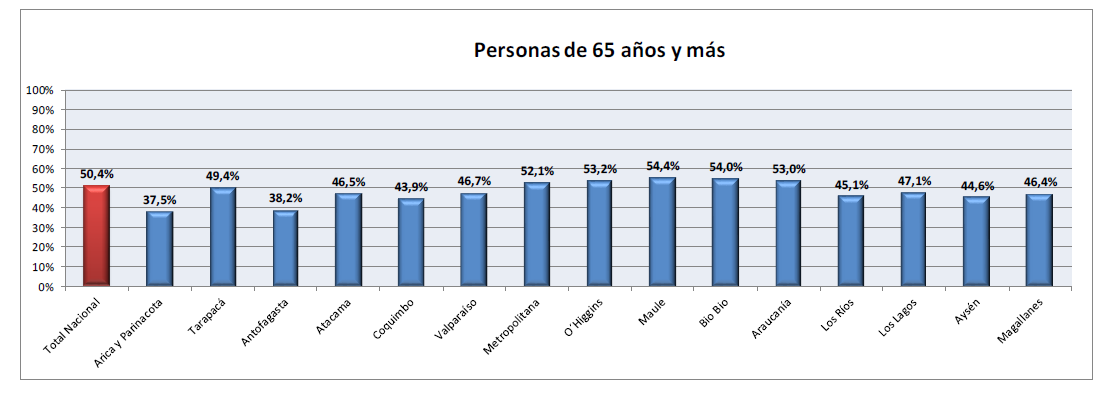 Personas de 65 años y más
100%
90%
80%
70%
60%
50%
40%
30%
20%
10%
0%
50,4%
37,5%
49,4%
38,2%
46,5%
43,9%
46,7%
52,1%
53,2%
54,4%
54,0%
53,0%
45,1%
47,1%
44,6%
46,4%
Total Nacional
Arica y Parinacota
Tarapacá
Antofagasta
Atacama
Coquimbo
Valparaíso
Metropolitana
O´Higgins
Maule
Bio Bio
Araucanía
Los Ríos
Los Lagos
Aysén
Magallanes